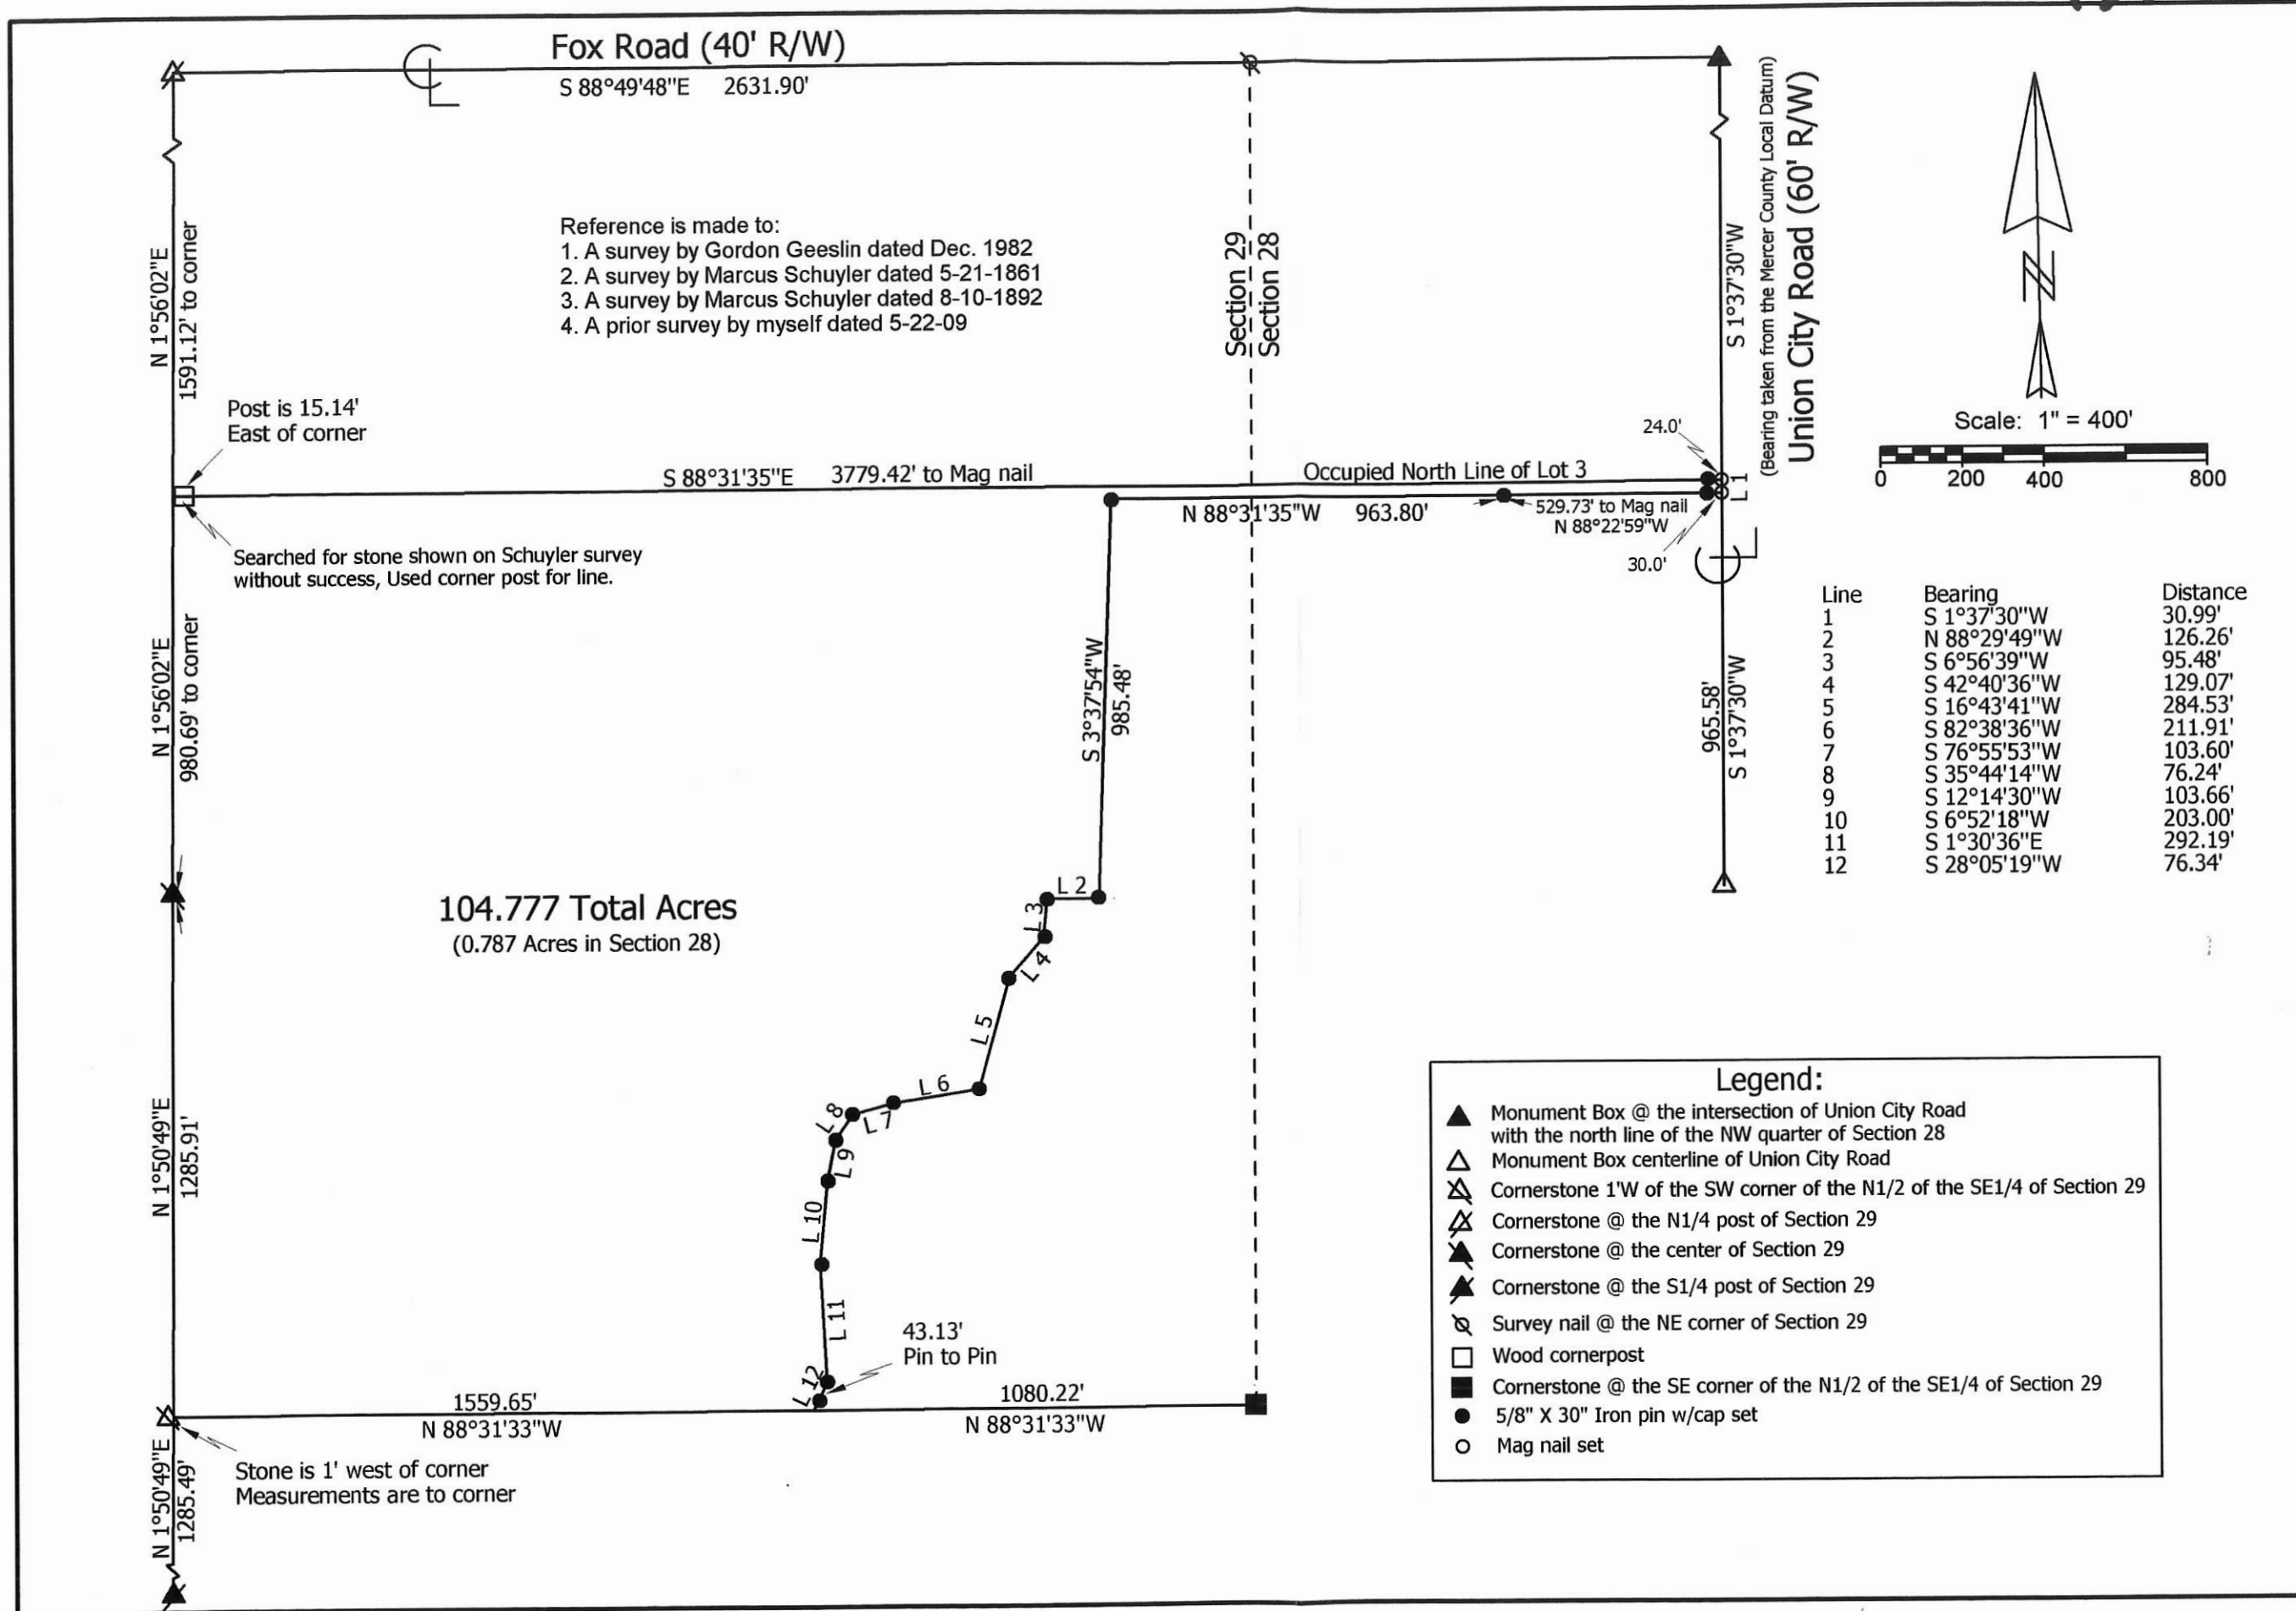 Fox Road (40' R/W)
S 88°49'48"E 2631.90'
N 1°56'02"E
1591.12' to corner
Reference is made to:
1. A survey by Gordon Geeslin dated Dec. 1982
2. A survey by Marcus Schuyler dated 5-21-1861
3. A survey by Marcus Schuyler dated 8-10-1892
4. A prior survey by myself dated 5-22-09
Section 29
Section 28
S 1°37'30"W
(Bearing taken from the Mercer County Local Datum)
Union City Road (60' R/W)
N
Scale: 1" = 400'
0 200 400 800
Post is 15.14'
East of corner
S 88°31'35"E 3779.42' to Mag nail
Occupied North Line of Lot 3
24.0'
L 1
N 88°31'35"W 963.80'
529.73' to Mag nail
N 88°22'59"W
30.0'
CL
CL
Searched for stone shown on Schuyler survey
without success, Used corner post for line.
Line Bearing Distance
1 S 1°37'30"W 30.99'
2 N 88°29'49"W 126.26'
3 S 6°56'39"W 95.48'
4 S 42°40'36"W 129.07'
5 S 16°43'41"W 284.53'
6 S 82°38'36"W 211.91'
7 S 76°55'53"W 103.60'
8 S 35°44'14"W 76.24'
9 S 12°14'30"W 103.66'
10 S 6°52'18"W 203.00'
11 S 1°30'36"E 292.19'
12 S 28°05'19"W 76.34'
N 1°56'02"E
980.69' to corner
S 3°37'54"W
985.48'
965.58'
S 1°37'30"W
104.777 Total Acres
(0.787 Acres in Section 28)
L 2
L 3
L 4
L 5
L 6
L 7
L 8
L 9
L 10
L 11
L 12
N 1°50'49"E
1285.91'
43.13'
Pin to Pin
1559.65'
N 88°31'33"W
1080.22'
N 88°31'33"W
Stone is 1' west of corner
Measurements are to corner
N 1°50'49"E
1285.49'
Legend:
Monument Box @ the intersection of Union City Road
with the north line of the NW quarter of Section 28
Monument Box centerline of Union City Road
Cornerstone 1'W of the SW corner of the N1/2 of the SE1/4 of Section 29
Cornerstone @ the N1/4 post of Section 29
Cornerstone @ the center of Section 29
Cornerstone @ the S1/4 post of Section 29
Survey nail @ the NE corner of Section 29
Wood cornerpost
Cornerstone @ the SE corner of the N1/2 of the SE1/4 of Section 29
5/8" X 30" Iron pin w/cap set
Mag nail set